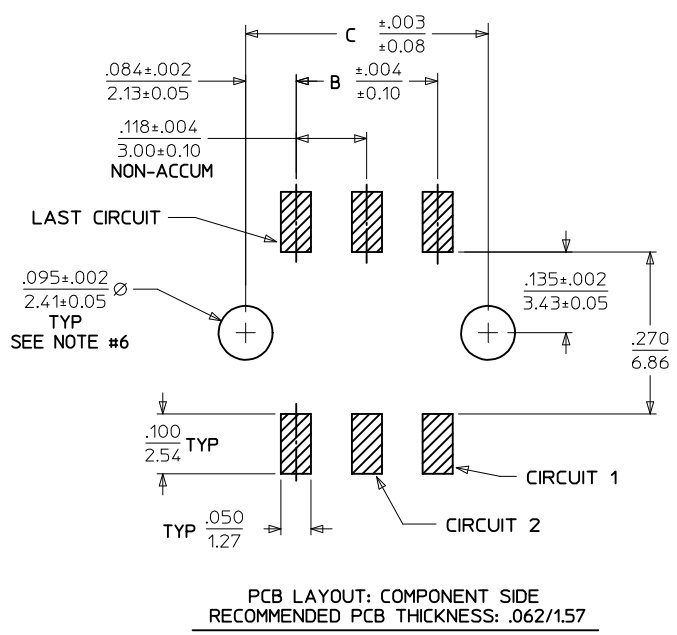 C ±.003
±0.08
.084±.002
2.13±0.05
B ±.004
±0.10
.118±.004
3.00±0.10
NON-ACCUM
LAST CIRCUIT
.095±.002
2.41±0.05 ⌀
TYP
SEE NOTE #6
.135±.002
3.43±0.05
.270
6.86
.100
2.54 TYP
CIRCUIT 1
CIRCUIT 2
TYP .050
1.27
PCB LAYOUT: COMPONENT SIDE
RECOMMENDED PCB THICKNESS: .062/1.57